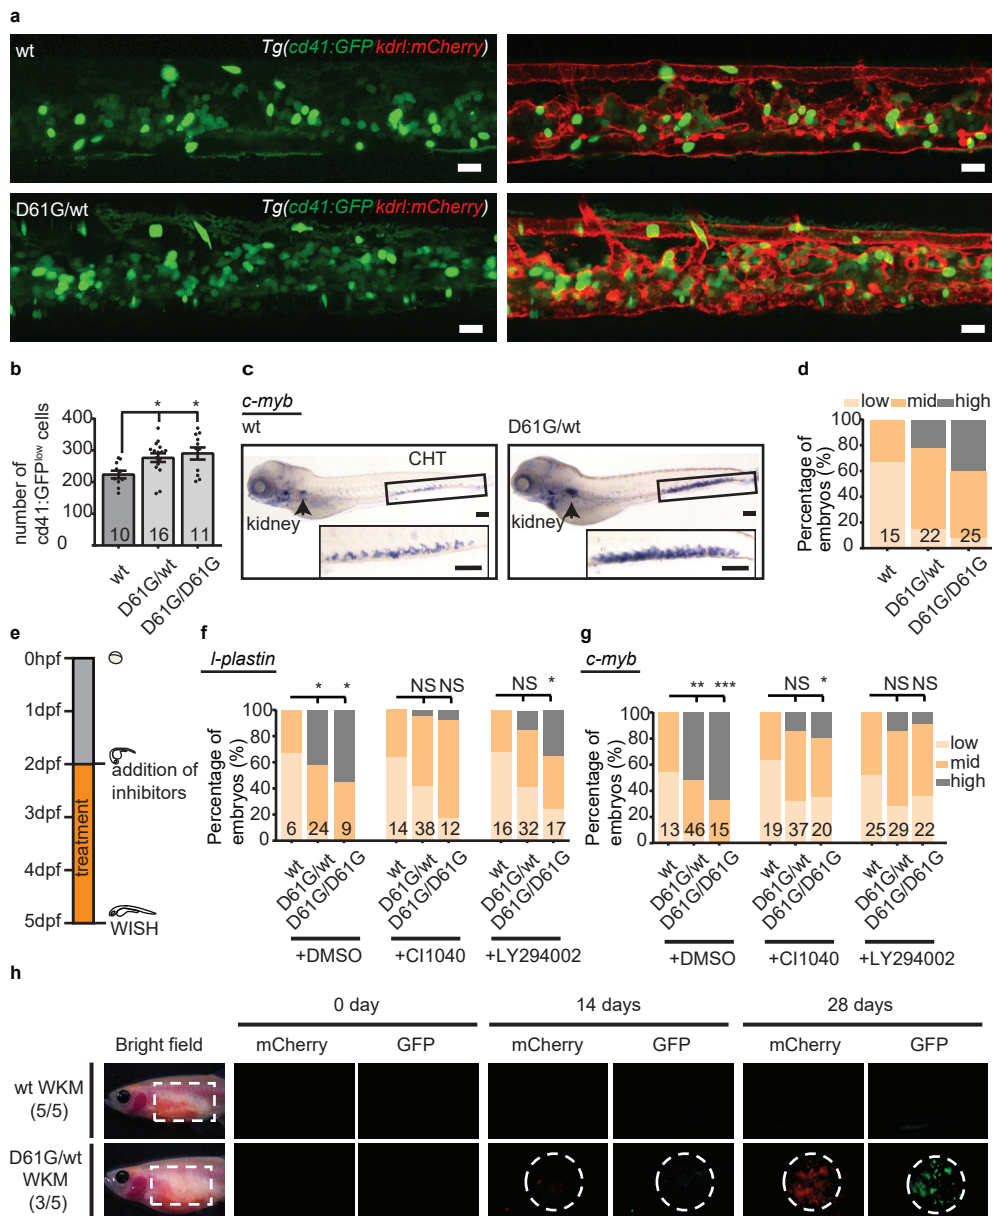 a
wt
Tg(cd41:GFP kdrl:mCherry)
D61G/wt
Tg(cd41:GFP kdrl:mCherry)
b
number of
cd41:GFPlow cells
400
300
200
100
0
* *
10 16 11
wt
D61G/wt
D61G/D61G
c
c-myb
wt
CHT
kidney
D61G/wt
kidney
d
low mid high
Percentage of
embryos (%)
100
80
60
40
20
0
15 22 25
wt
D61G/wt
D61G/D61G
e
0hpf
1dpf
2dpf
3dpf
4dpf
5dpf
treatment
addition of
inhibitors
WISH
f
l-plastin
* *
NS NS
NS *
Percentage of
embryos (%)
100
80
60
40
20
0
6 24 9
14 38 12
16 32 17
wt
D61G/wt
D61G/D61G
wt
D61G/wt
D61G/D61G
wt
D61G/wt
D61G/D61G
+DMSO
+CI1040
+LY294002
g
c-myb
** ***
NS *
NS NS
Percentage of
embryos (%)
100
80
60
40
20
0
13 46 15
19 37 20
25 29 22
low
mid
high
wt
D61G/wt
D61G/D61G
wt
D61G/wt
D61G/D61G
wt
D61G/wt
D61G/D61G
+DMSO
+CI1040
+LY294002
h
0 day 14 days 28 days
Bright field mCherry GFP mCherry GFP mCherry GFP
wt WKM
(5/5)
D61G/wt
WKM
(3/5)